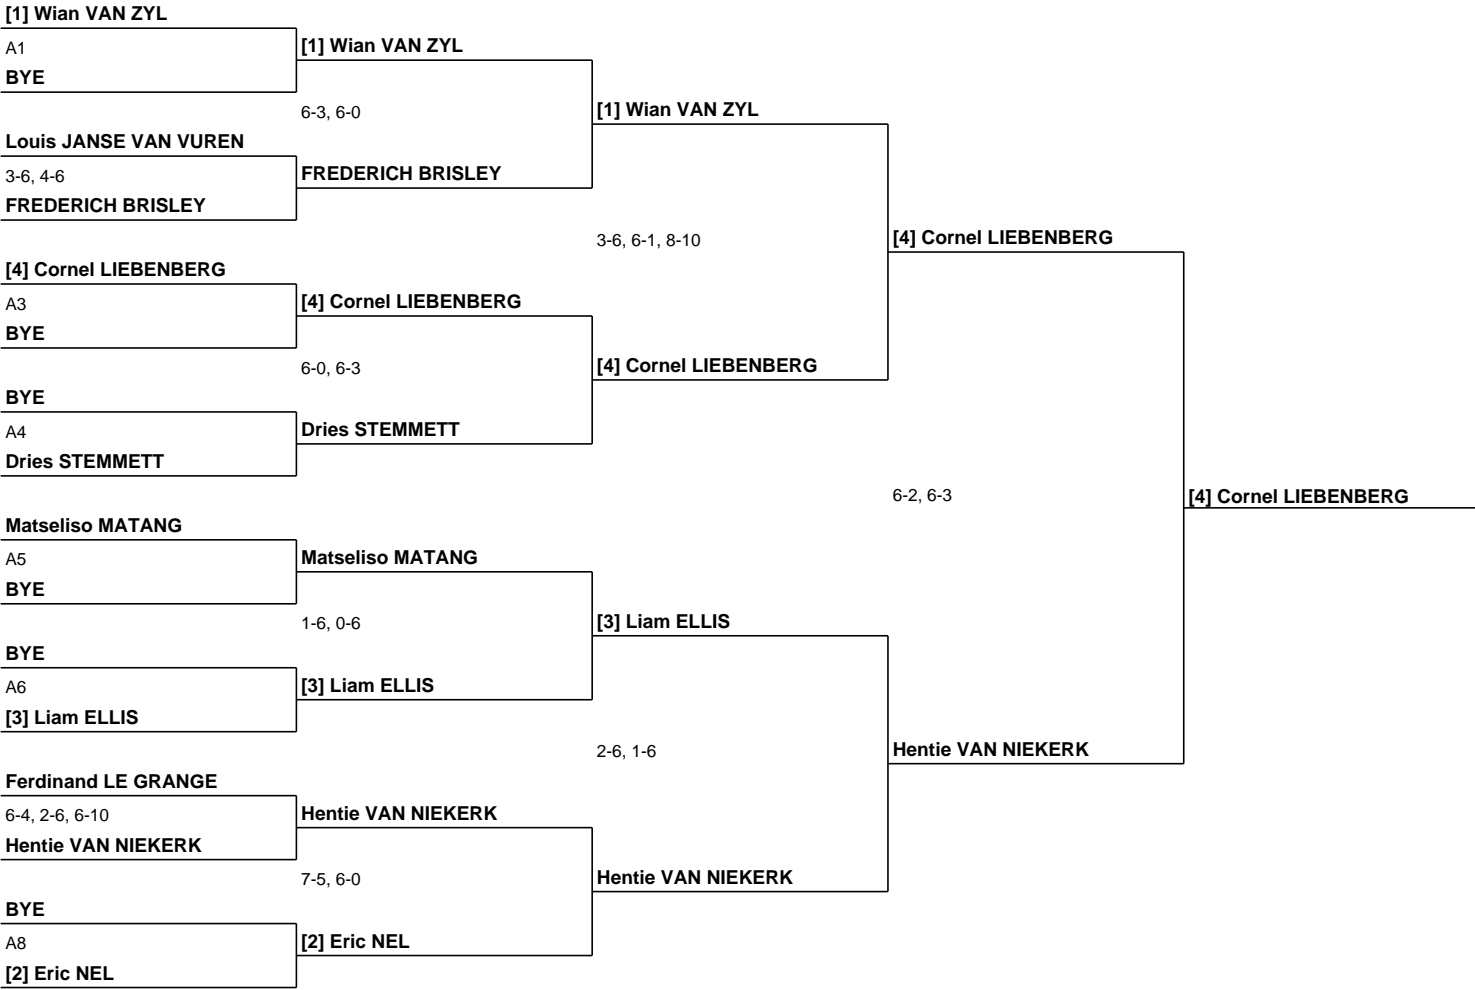 [1] Wian VAN ZYL
A1
BYE
Louis JANSE VAN VUREN
3-6, 4-6
FREDERICH BRISLEY
[4] Cornel LIEBENBERG
A3
BYE
BYE
A4
Dries STEMMETT
Matseliso MATANG
A5
BYE
BYE
A6
[3] Liam ELLIS
Ferdinand LE GRANGE
6-4, 2-6, 6-10
Hentie VAN NIEKERK
BYE
A8
[2] Eric NEL
[1] Wian VAN ZYL
6-3, 6-0
FREDERICH BRISLEY
[4] Cornel LIEBENBERG
6-0, 6-3
Dries STEMMETT
Matseliso MATANG
1-6, 0-6
[3] Liam ELLIS
Hentie VAN NIEKERK
7-5, 6-0
[2] Eric NEL
[1] Wian VAN ZYL
3-6, 6-1, 8-10
[4] Cornel LIEBENBERG
[3] Liam ELLIS
2-6, 1-6
Hentie VAN NIEKERK
[4] Cornel LIEBENBERG
6-2, 6-3
Hentie VAN NIEKERK
[4] Cornel LIEBENBERG